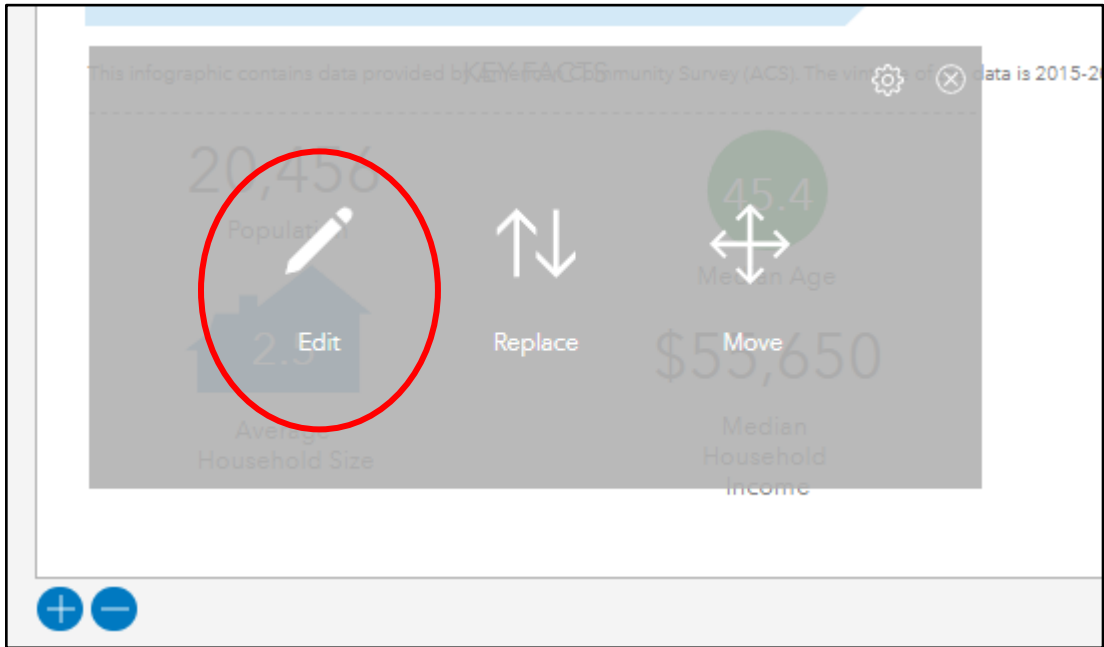 This infographic contains data provided by American Community Survey (ACS). The vintage of the data is 2015-20
KEY FACTS
20,456
Population
45.4
Median Age
2.5
Average
Household Size
$55,650
Median
Household
Income
Edit
Replace
Move